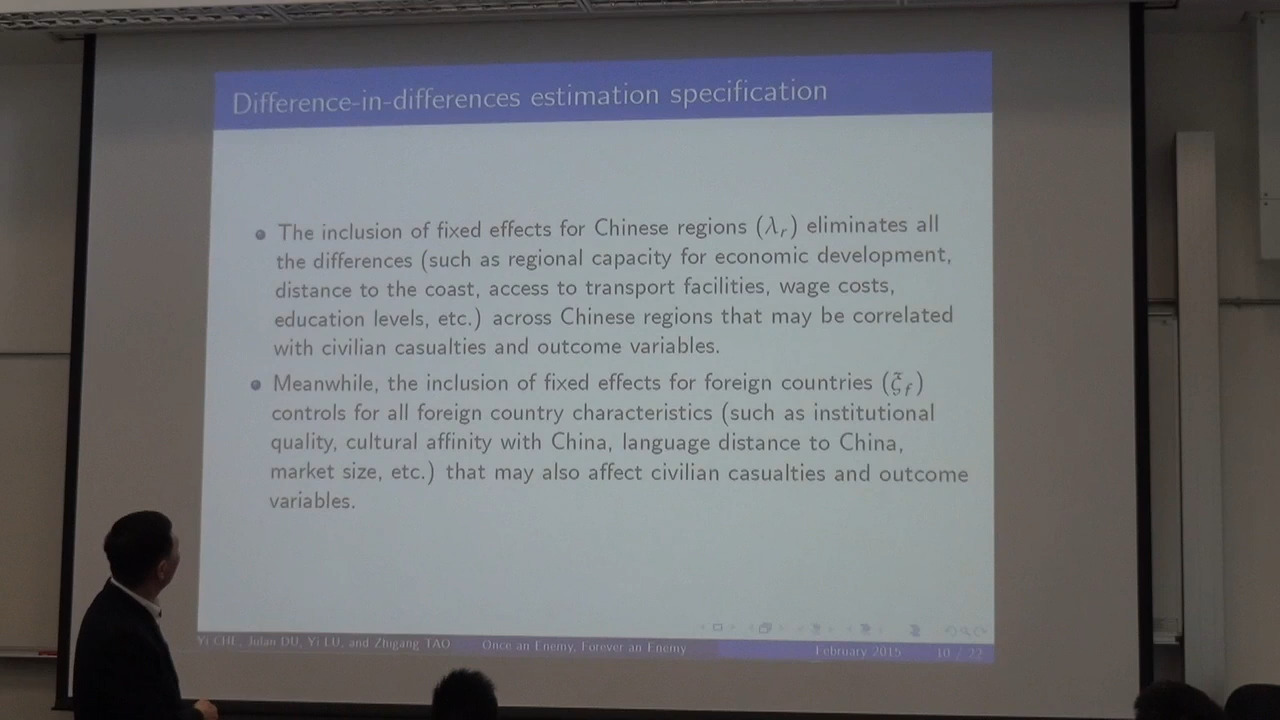 Difference-in-differences estimation specification
The inclusion of fixed effects for Chinese regions (λr) eliminates all
the differences (such as regional capacity for economic development,
distance to the coast, access to transport facilities, wage costs,
education levels, etc.) across Chinese regions that may be correlated
with civilian casualties and outcome variables.
Meanwhile, the inclusion of fixed effects for foreign countries (ξf)
controls for all foreign country characteristics (such as institutional
quality, cultural affinity with China, language distance to China,
market size, etc.) that may also affect civilian casualties and outcome
variables.
Yi CHE, Julan DU, Yi LU, and Zhigang TAO Once an Enemy, Forever an Enemy February 2015 10 / 22